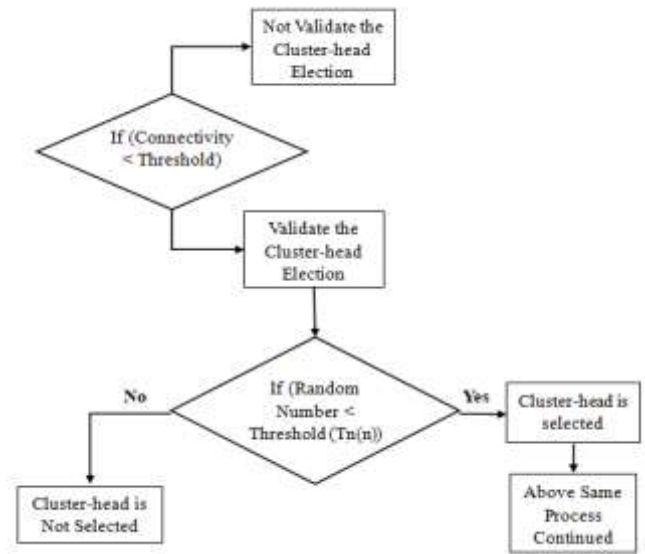 Not Validate the
Cluster-head
Election
If (Connectivity
< Threshold)
Validate the
Cluster-head
Election
If (Random
Number <
Threshold (Tn(n))
No
Yes
Cluster-head is
selected
Cluster-head is
Not Selected
Above Same
Process
Continued